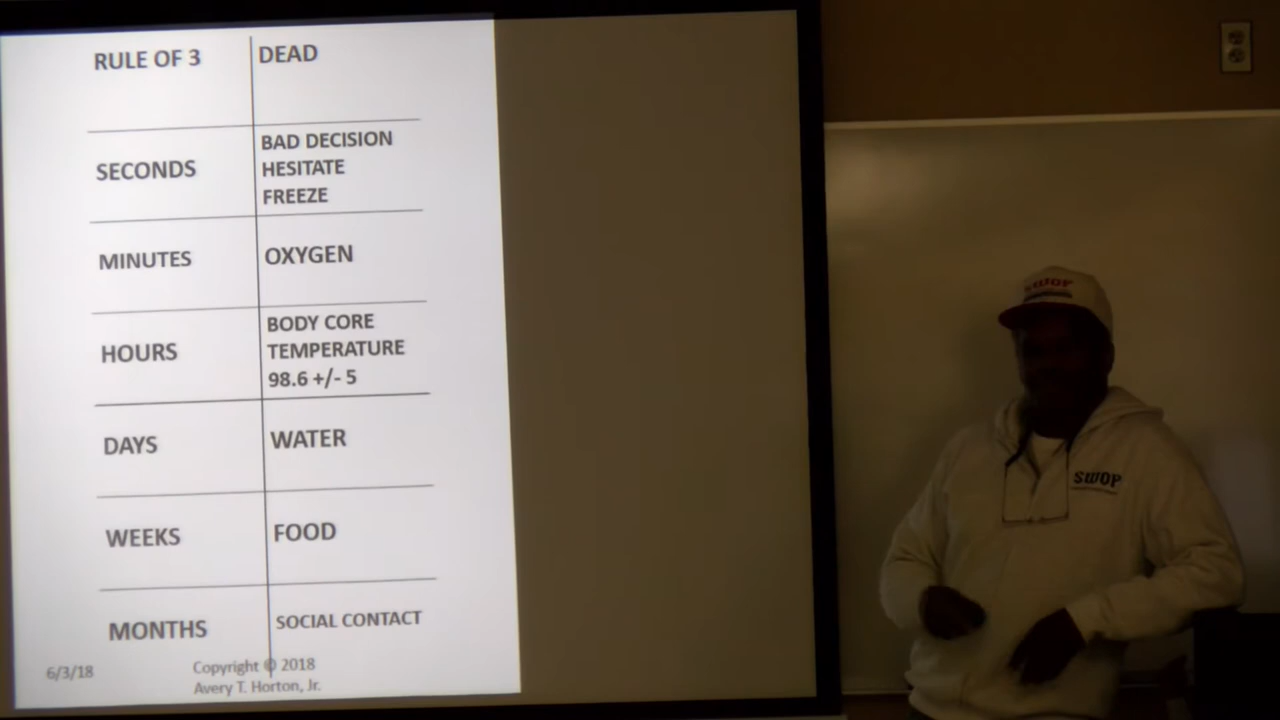 RULE OF 3
DEAD
SECONDS
BAD DECISION
HESITATE
FREEZE
MINUTES
OXYGEN
HOURS
BODY CORE
TEMPERATURE
98.6 +/- 5
DAYS
WATER
WEEKS
FOOD
MONTHS
SOCIAL CONTACT
6/3/18
Copyright © 2018
Avery T. Horton, Jr.
SWOP
SWOP